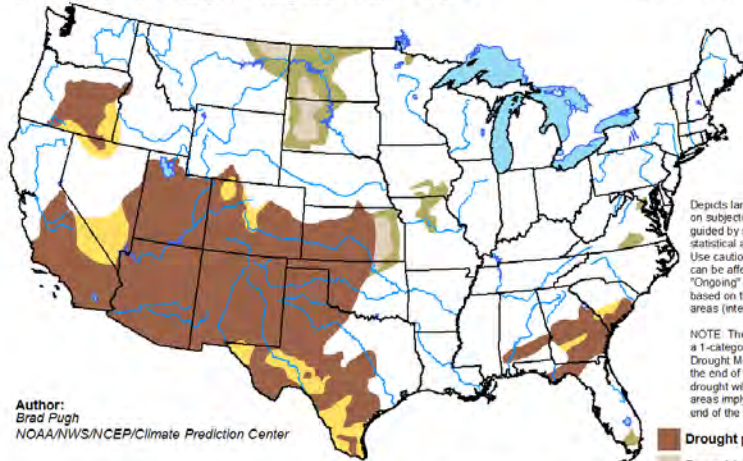 Depicts lar
on subjecti
guided by s
statistical a
Use cautio
can be affe
"Ongoing"
based on t
areas (inte
NOTE: The
a 1-category
Drought M
the end of
drought wi
areas imply
end of the
Author:
Brad Pugh
NOAA/NWS/NCEP/Climate Prediction Center
Drought p